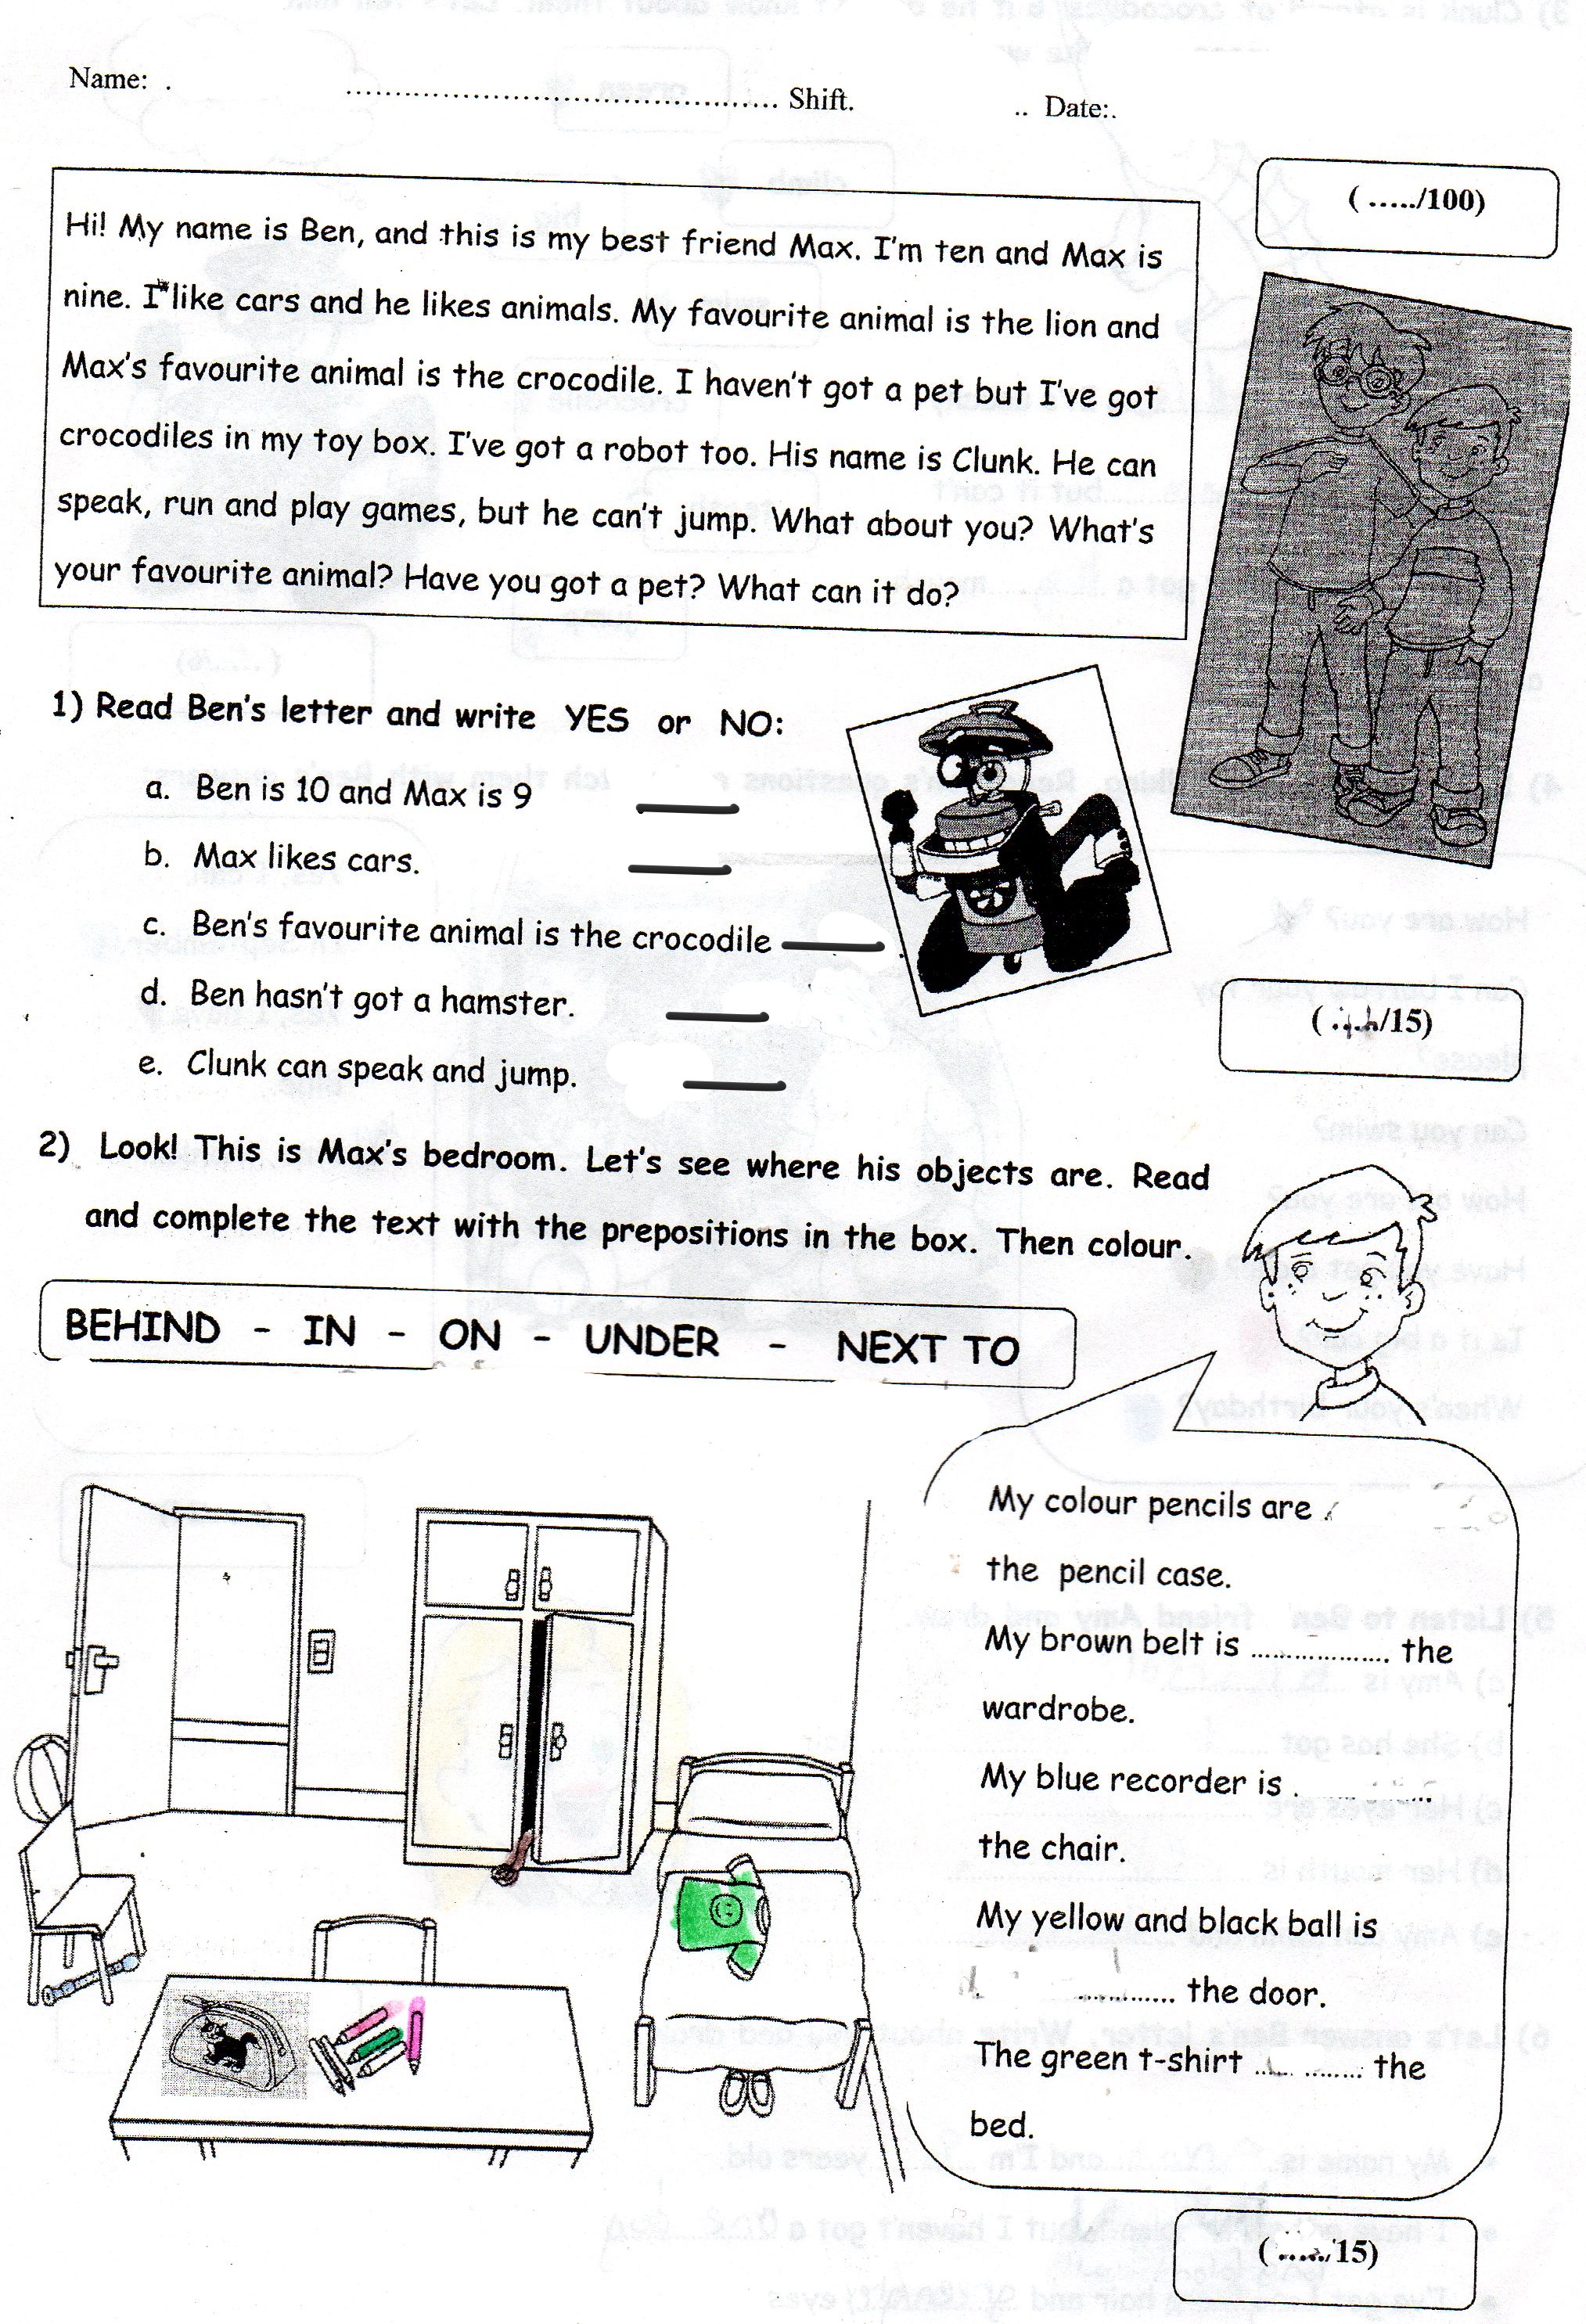 Name: . ............................................ Shift. .. Date:.
( ...../100)
Hi! My name is Ben, and this is my best friend Max. I'm ten and Max is
nine. I like cars and he likes animals. My favourite animal is the lion and
Max's favourite animal is the crocodile. I haven't got a pet but I've got
crocodiles in my toy box. I've got a robot too. His name is Clunk. He can
speak, run and play games, but he can't jump. What about you? What's
your favourite animal? Have you got a pet? What can it do?
1) Read Ben's letter and write YES or NO:
a. Ben is 10 and Max is 9 ____
b. Max likes cars. ____
c. Ben's favourite animal is the crocodile ____
d. Ben hasn't got a hamster. ____
e. Clunk can speak and jump. ____
( ...../15)
2) Look! This is Max's bedroom. Let's see where his objects are. Read
and complete the text with the prepositions in the box. Then colour.
BEHIND - IN - ON - UNDER - NEXT TO
My colour pencils are
the pencil case.
My brown belt is .................. the
wardrobe.
My blue recorder is . ..........
the chair.
My yellow and black ball is
............. the door.
The green t-shirt ..... ........ the
bed.
( ...../15)